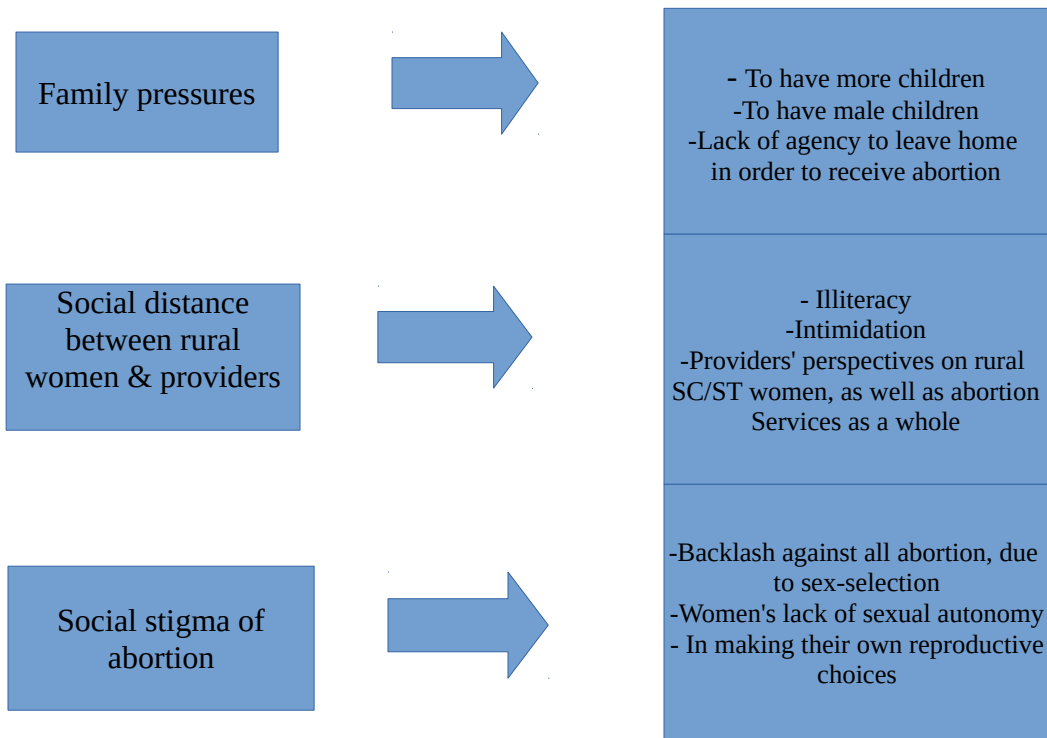 Family pressures
- To have more children
-To have male children
-Lack of agency to leave home
in order to receive abortion
Social distance
between rural
women & providers
- Illiteracy
-Intimidation
-Providers' perspectives on rural
SC/ST women, as well as abortion
Services as a whole
Social stigma of
abortion
-Backlash against all abortion, due
to sex-selection
-Women's lack of sexual autonomy
- In making their own reproductive
choices